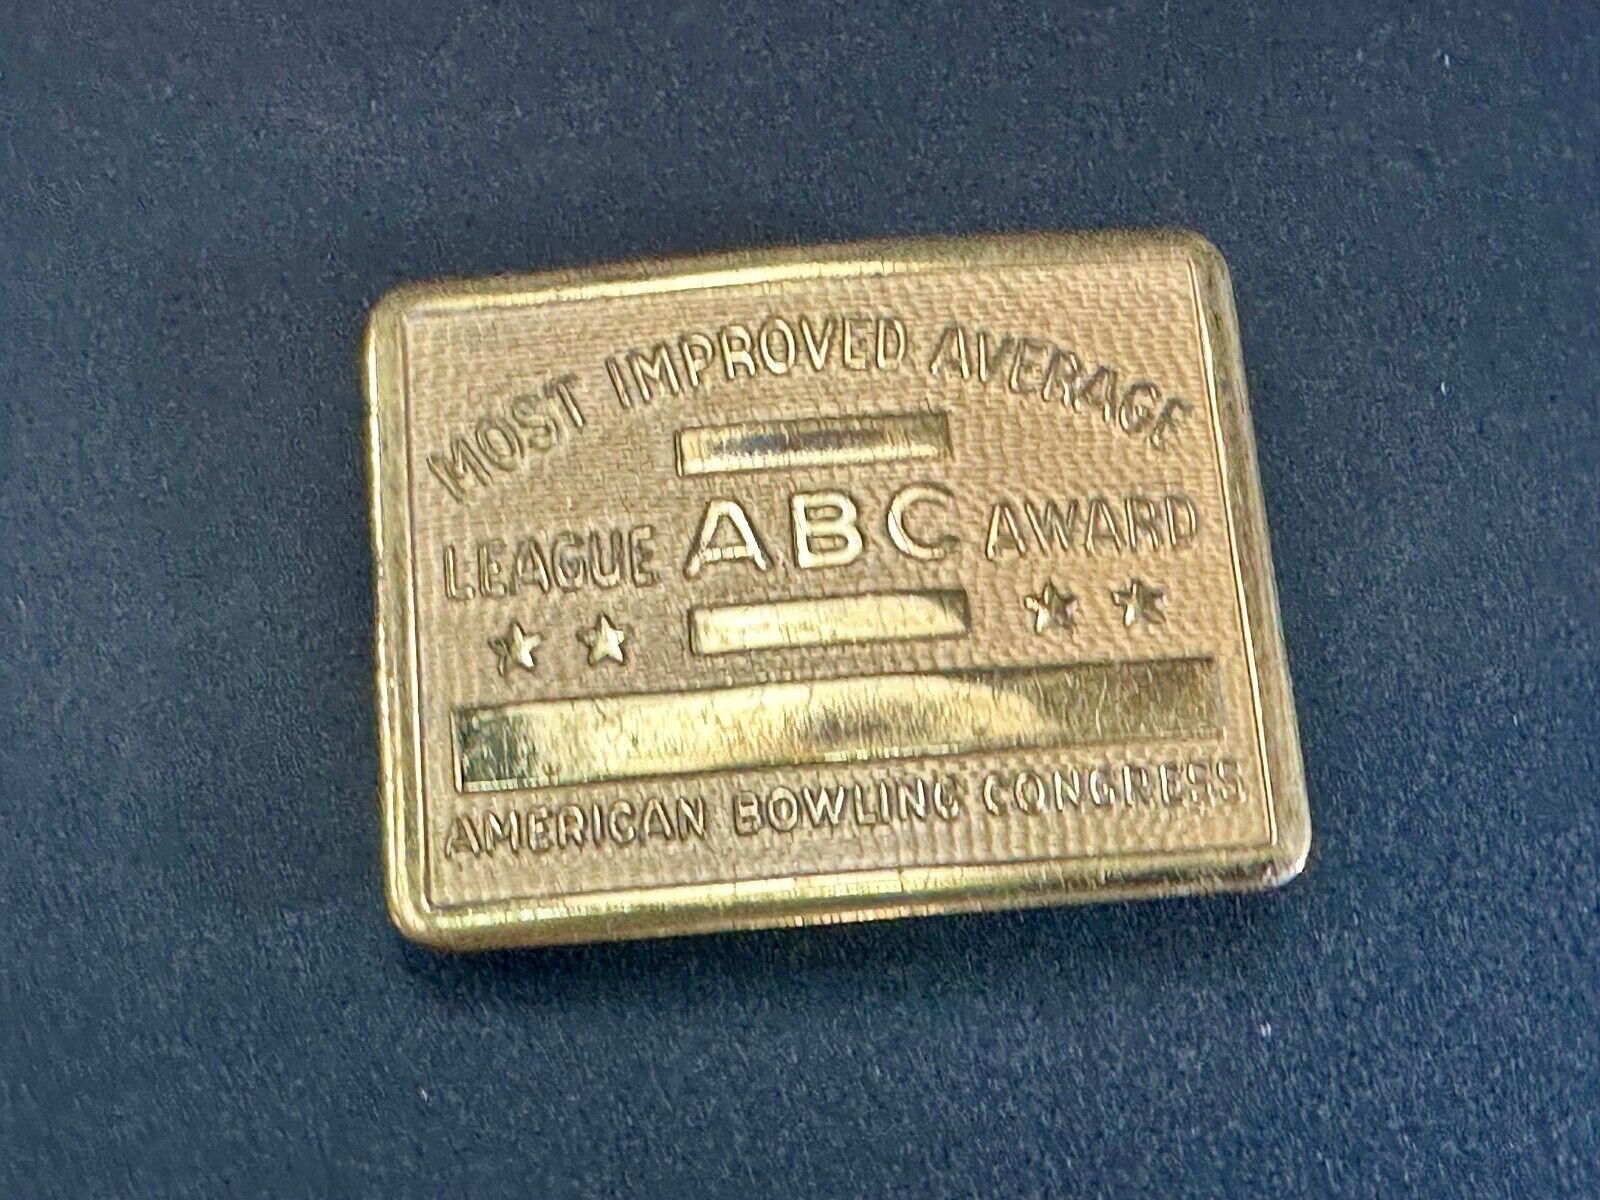 MOST IMPROVED AVERAGE
LEAGUE ABC AWARD
AMERICAN BOWLING CONGRESS